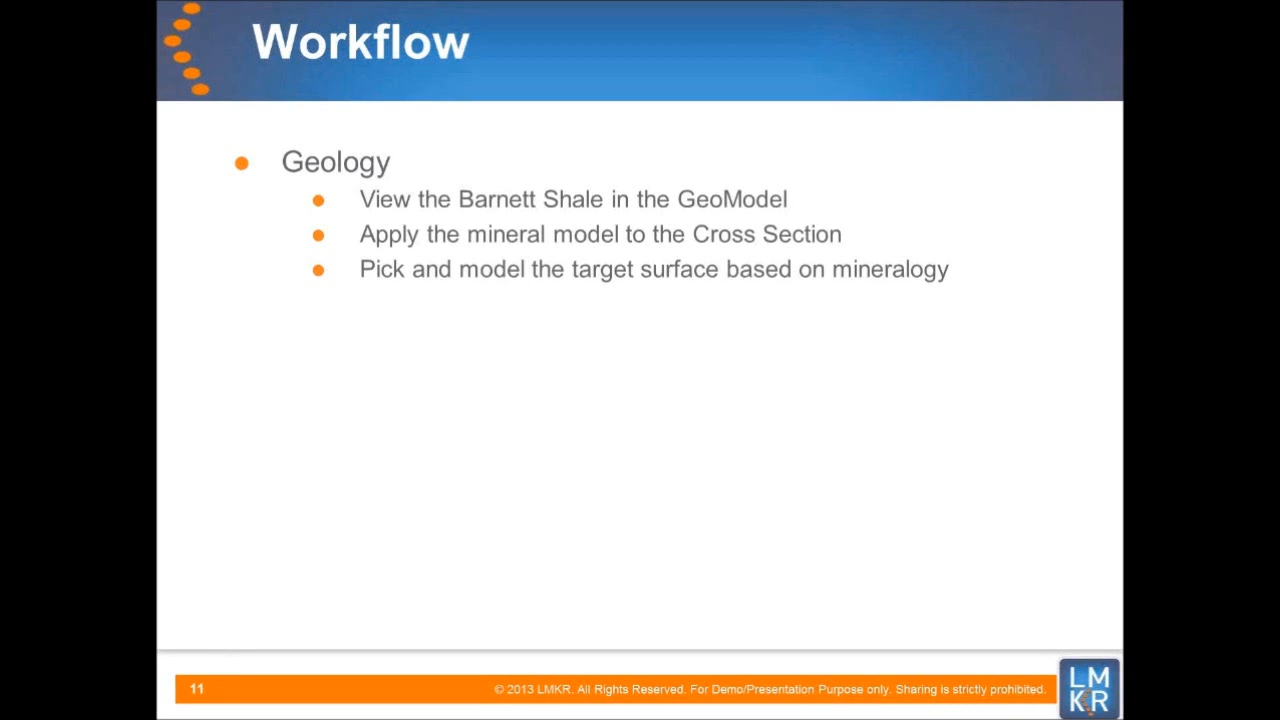 Workflow
Geology
View the Barnett Shale in the GeoModel
Apply the mineral model to the Cross Section
Pick and model the target surface based on mineralogy
11
© 2013 LMKR. All Rights Reserved. For Demo/Presentation Purpose only. Sharing is strictly prohibited.
LM
KR